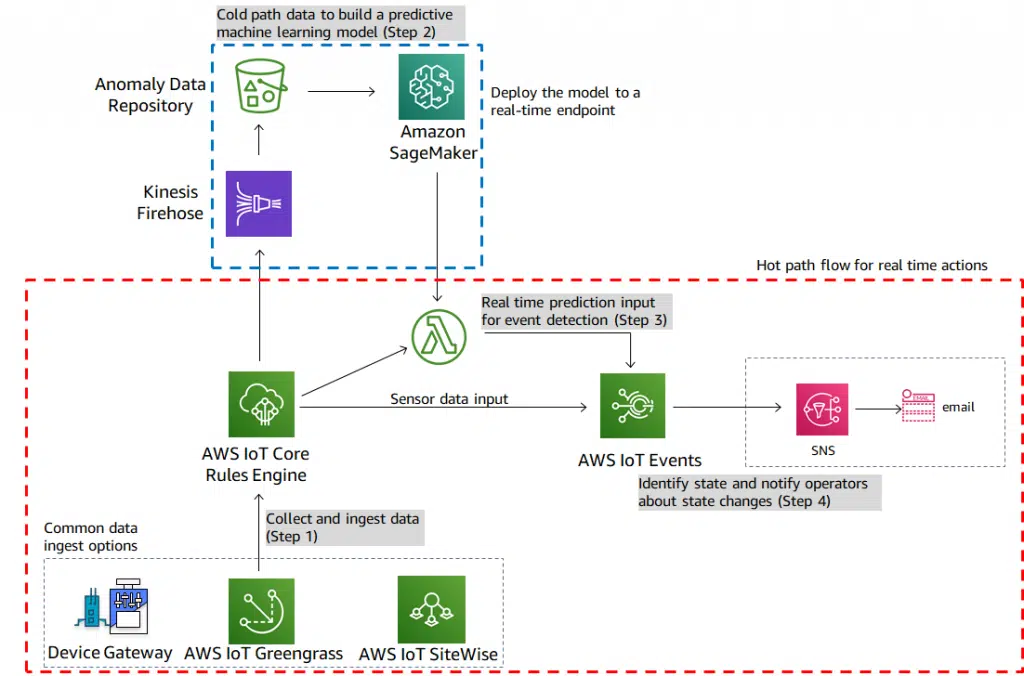 Cold path data to build a predictive
machine learning model (Step 2)
Anomaly Data
Repository
Deploy the model to a
real-time endpoint
Amazon
SageMaker
Kinesis
Firehose
Hot path flow for real time actions
Real time prediction input
for event detection (Step 3)
Sensor data input
EMAIL
email
SNS
AWS IoT Core
Rules Engine
AWS IoT Events
Identify state and notify operators
about state changes (Step 4)
Collect and ingest data
(Step 1)
Common data
ingest options
Device Gateway
AWS IoT Greengrass
AWS IoT SiteWise